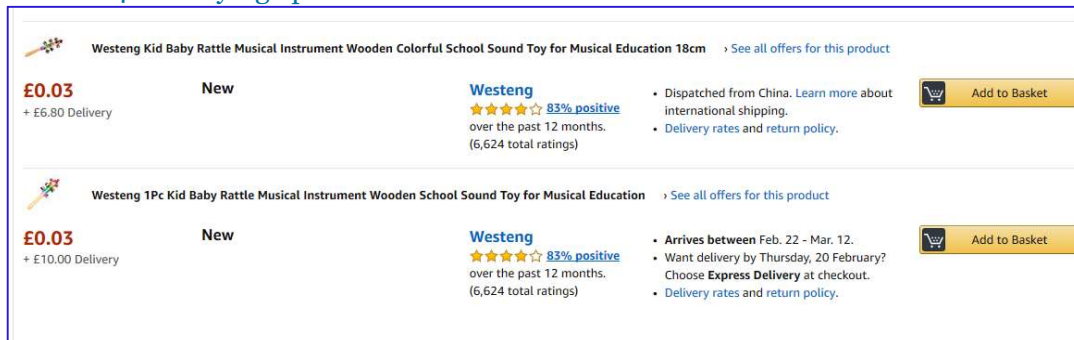 Westeng Kid Baby Rattle Musical Instrument Wooden Colorful School Sound Toy for Musical Education 18cm › See all offers for this product
£0.03
+ £6.80 Delivery
New
Westeng
83% positive
over the past 12 months.
(6,624 total ratings)
• Dispatched from China. Learn more about
international shipping.
• Delivery rates and return policy.
Add to Basket
Westeng 1Pc Kid Baby Rattle Musical Instrument Wooden School Sound Toy for Musical Education › See all offers for this product
£0.03
+ £10.00 Delivery
New
Westeng
83% positive
over the past 12 months.
(6,624 total ratings)
• Arrives between Feb. 22 - Mar. 12.
• Want delivery by Thursday, 20 February?
Choose Express Delivery at checkout.
• Delivery rates and return policy.
Add to Basket